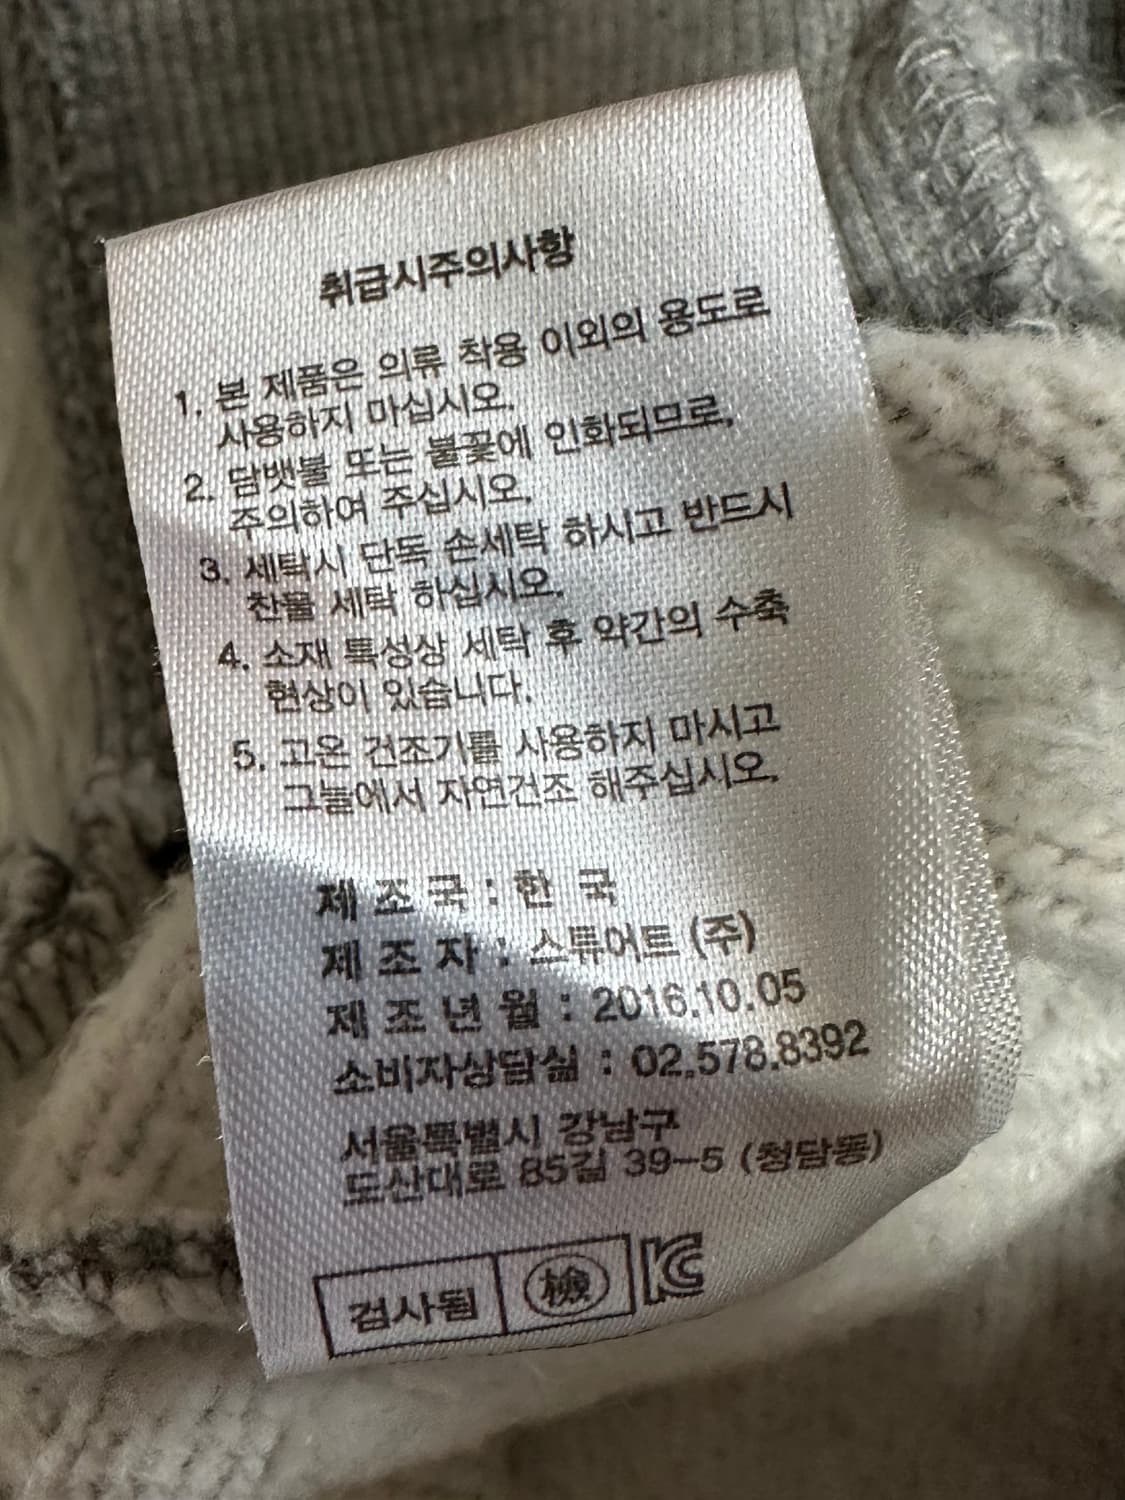 취급시주의사항
1. 본 제품은 의류 착용 이외의 용도로
사용하지 마십시오.
2. 담뱃불 또는 불꽃에 인화되므로,
주의하여 주십시오.
3. 세탁시 단독 손세탁 하시고 반드시
찬물 세탁 하십시오.
4. 소재 특성상 세탁 후 약간의 수축
현상이 있습니다.
5. 고온 건조기를 사용하지 마시고
그늘에서 자연건조 해주십시오.
제 조 국 : 한 국
제 조 자 : 스튜어트 (주)
제 조 년 월 : 2016.10.05
소비자상담실 : 02.578.8392
서울특별시 강남구
도산대로 85길 39-5 (청담동)
검사됨 檢 KC